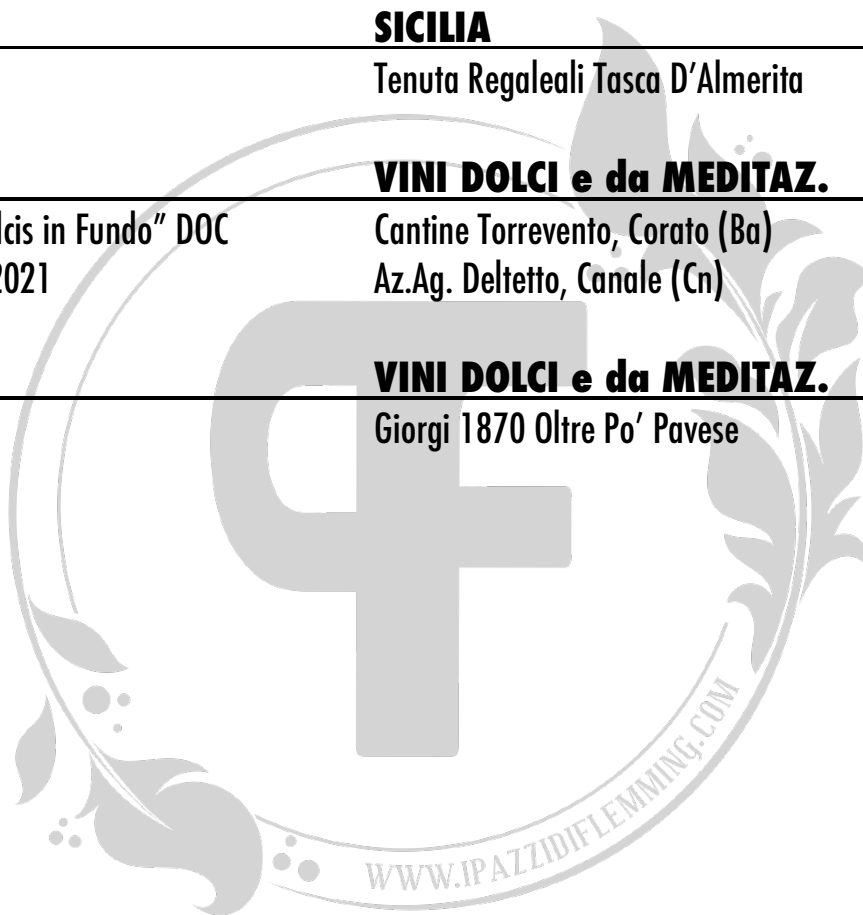 SICILIA
Tenuta Regaleali Tasca D’Almerita
VINI DOLCI e da MEDITAZ.
lcis in Fundo” DOC Cantine Torrevento, Corato (Ba)
2021 Az.Ag. Deltetto, Canale (Cn)
VINI DOLCI e da MEDITAZ.
Giorgi 1870 Oltre Po’ Pavese
WWW.IPAZZIDIFLEMMING.COM